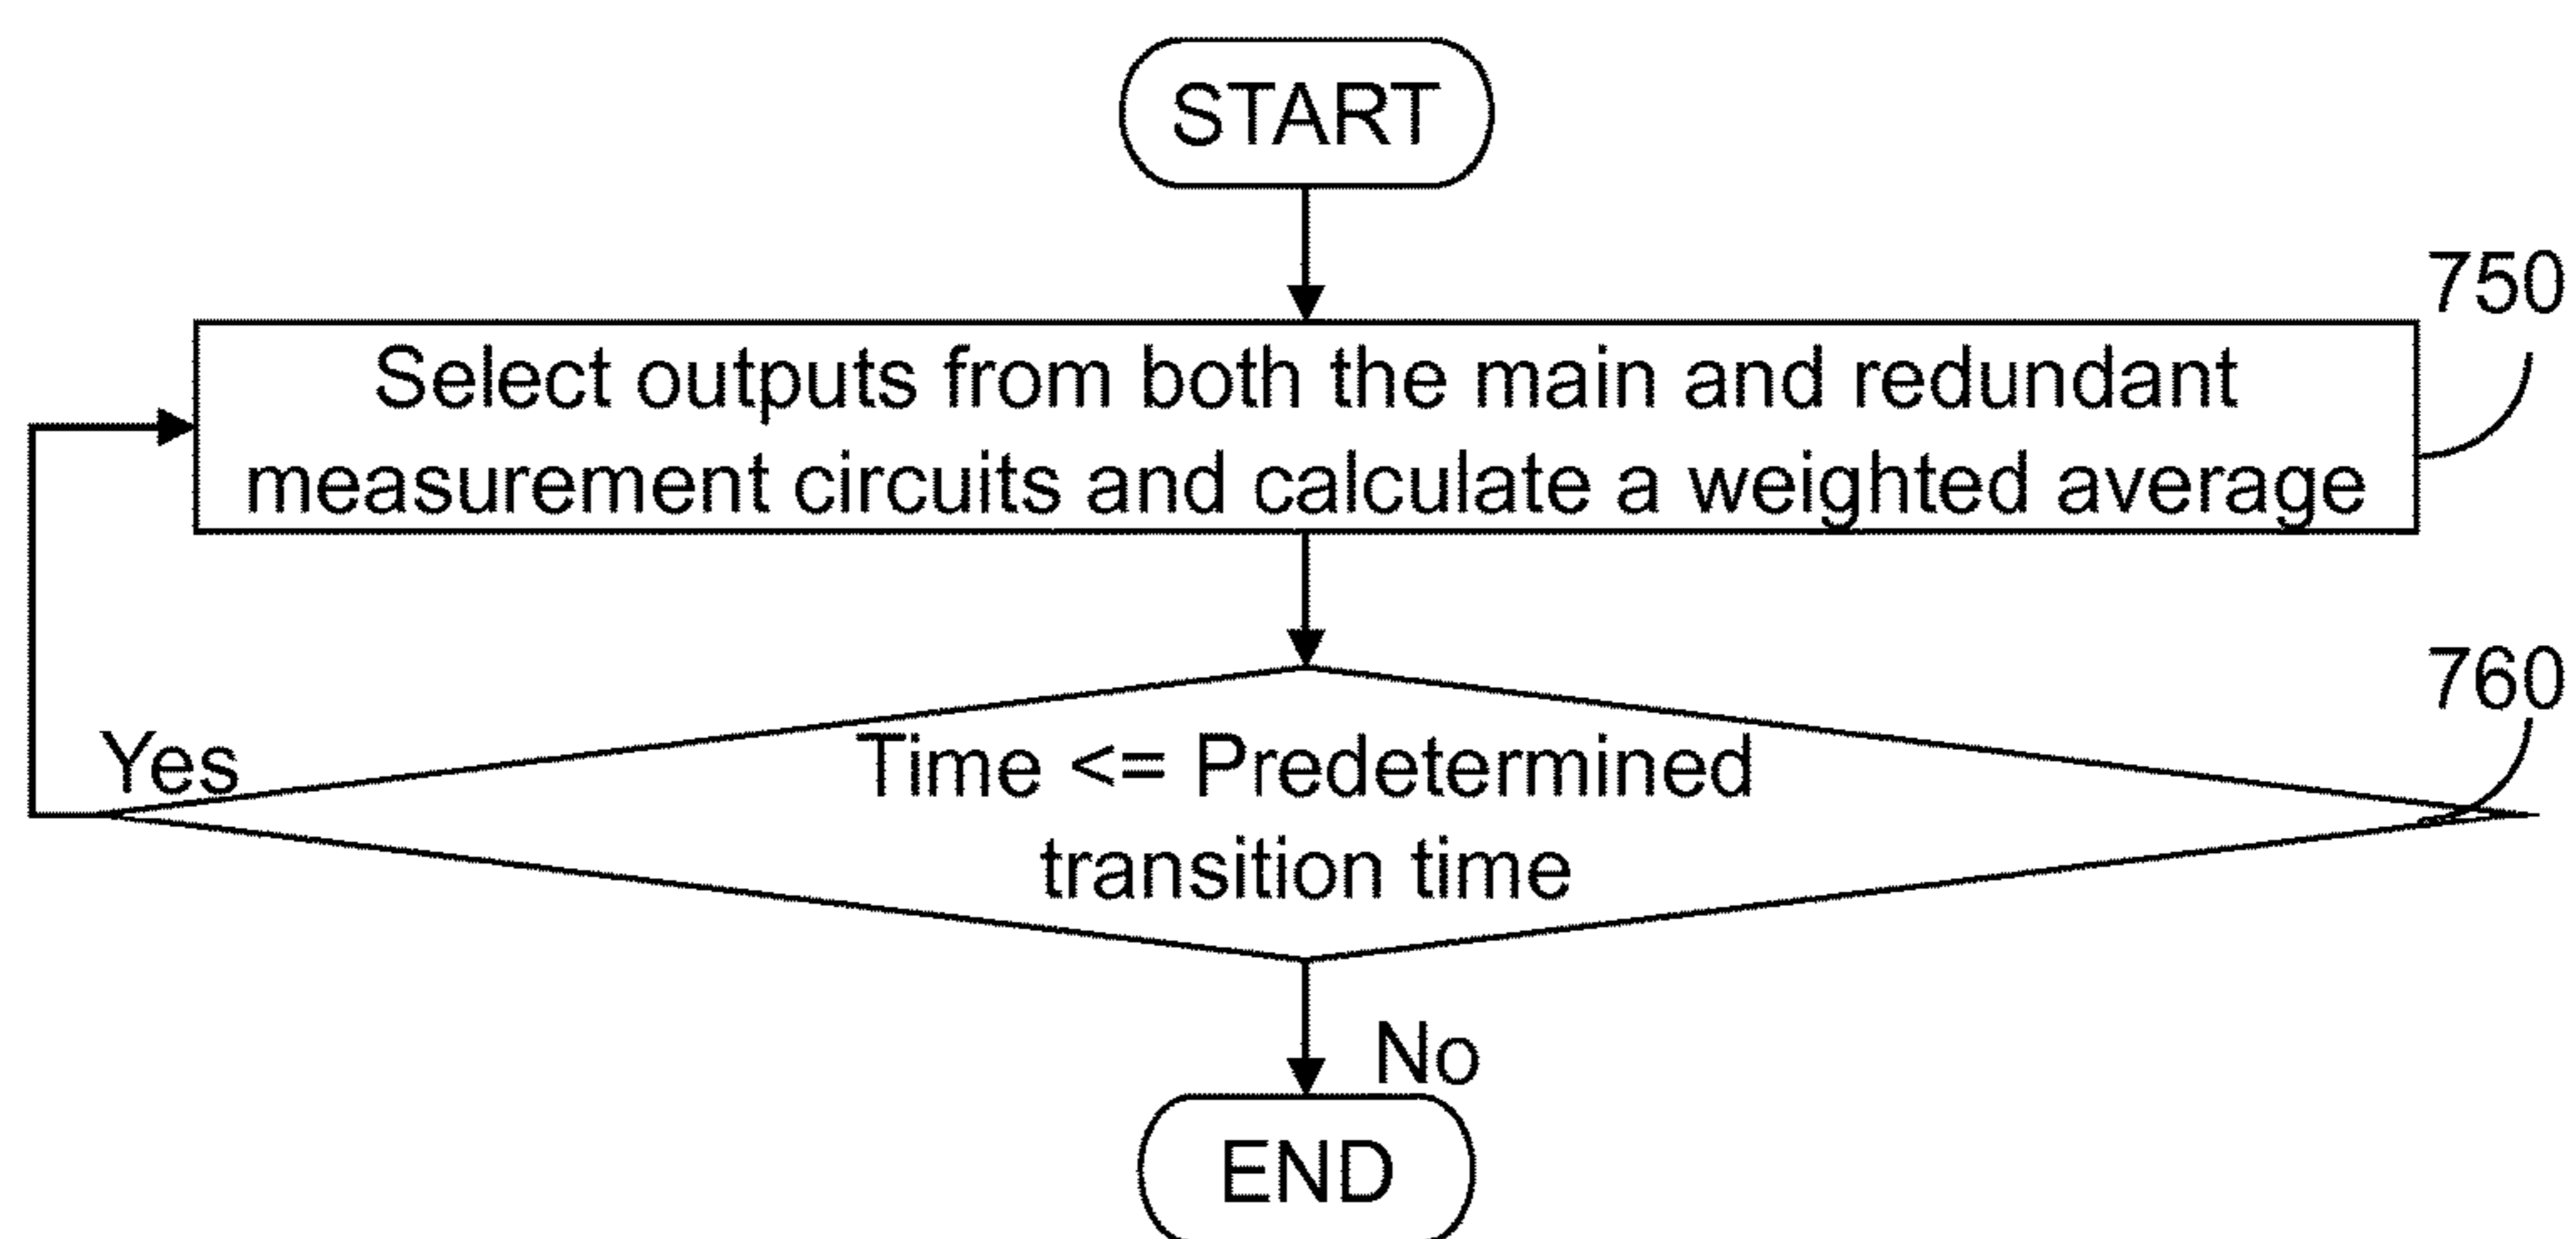 START
750
Select outputs from both the main and redundant
measurement circuits and calculate a weighted average
760
Yes
Time <= Predetermined
transition time
No
END